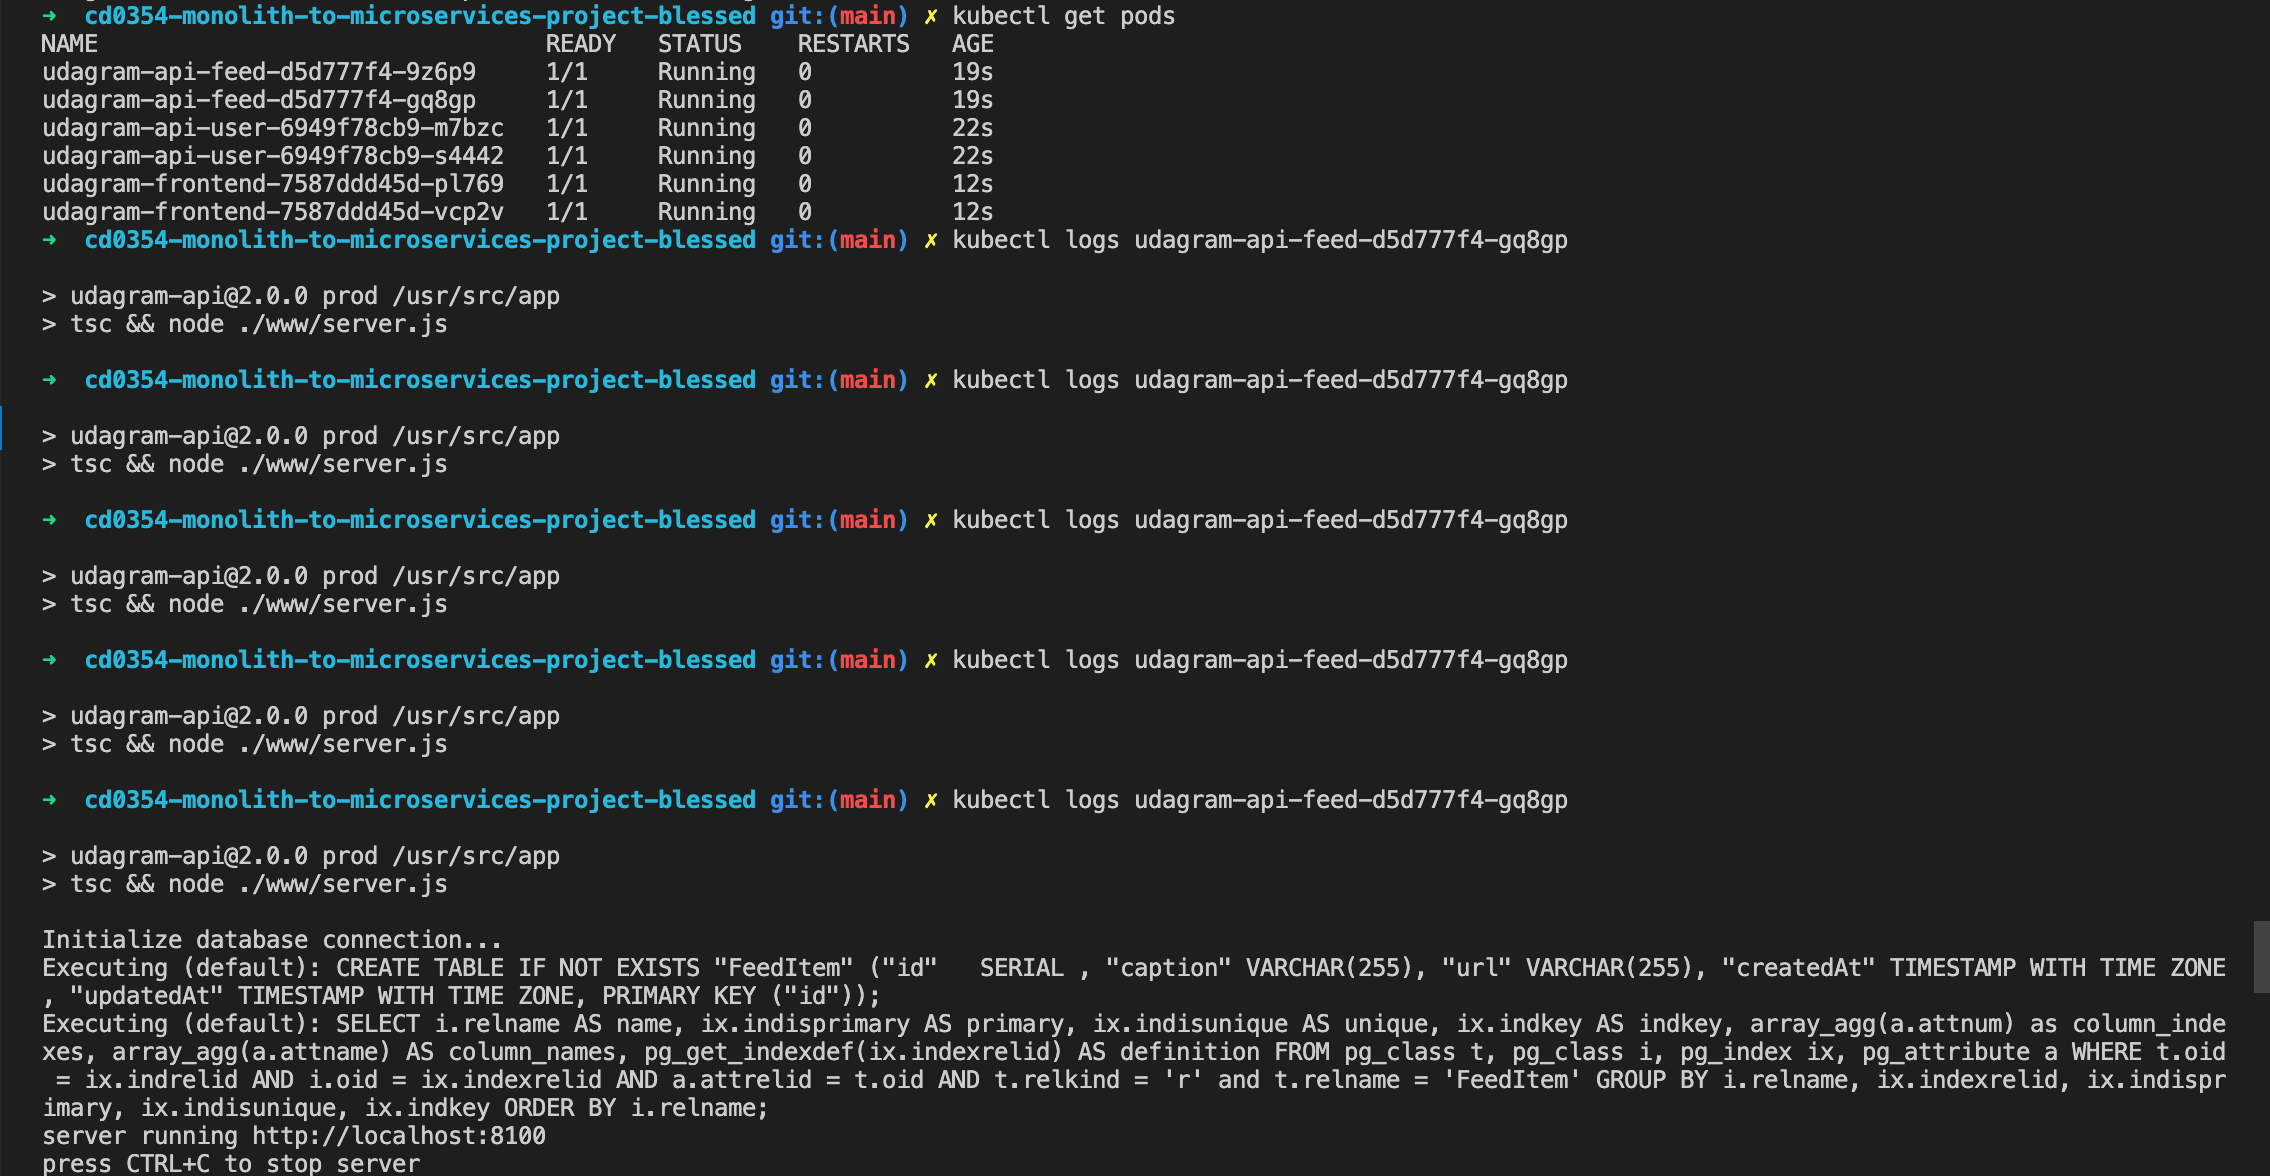 ➜  cd0354-monolith-to-microservices-project-blessed git:(main) ✗ kubectl get pods
NAME                                READY   STATUS    RESTARTS   AGE
udagram-api-feed-d5d777f4-9z6p9     1/1     Running   0          19s
udagram-api-feed-d5d777f4-gq8gp     1/1     Running   0          19s
udagram-api-user-6949f78cb9-m7bzc   1/1     Running   0          22s
udagram-api-user-6949f78cb9-s4442   1/1     Running   0          22s
udagram-frontend-7587ddd45d-pl769   1/1     Running   0          12s
udagram-frontend-7587ddd45d-vcp2v   1/1     Running   0          12s
➜  cd0354-monolith-to-microservices-project-blessed git:(main) ✗ kubectl logs udagram-api-feed-d5d777f4-gq8gp
> udagram-api@2.0.0 prod /usr/src/app
> tsc && node ./www/server.js
➜  cd0354-monolith-to-microservices-project-blessed git:(main) ✗ kubectl logs udagram-api-feed-d5d777f4-gq8gp
> udagram-api@2.0.0 prod /usr/src/app
> tsc && node ./www/server.js
➜  cd0354-monolith-to-microservices-project-blessed git:(main) ✗ kubectl logs udagram-api-feed-d5d777f4-gq8gp
> udagram-api@2.0.0 prod /usr/src/app
> tsc && node ./www/server.js
➜  cd0354-monolith-to-microservices-project-blessed git:(main) ✗ kubectl logs udagram-api-feed-d5d777f4-gq8gp
> udagram-api@2.0.0 prod /usr/src/app
> tsc && node ./www/server.js
➜  cd0354-monolith-to-microservices-project-blessed git:(main) ✗ kubectl logs udagram-api-feed-d5d777f4-gq8gp
> udagram-api@2.0.0 prod /usr/src/app
> tsc && node ./www/server.js
Initialize database connection...
Executing (default): CREATE TABLE IF NOT EXISTS "FeedItem" ("id"   SERIAL , "caption" VARCHAR(255), "url" VARCHAR(255), "createdAt" TIMESTAMP WITH TIME ZONE
, "updatedAt" TIMESTAMP WITH TIME ZONE, PRIMARY KEY ("id"));
Executing (default): SELECT i.relname AS name, ix.indisprimary AS primary, ix.indisunique AS unique, ix.indkey AS indkey, array_agg(a.attnum) as column_inde
xes, array_agg(a.attname) AS column_names, pg_get_indexdef(ix.indexrelid) AS definition FROM pg_class t, pg_class i, pg_index ix, pg_attribute a WHERE t.oid
 = ix.indrelid AND i.oid = ix.indexrelid AND a.attrelid = t.oid AND t.relkind = 'r' and t.relname = 'FeedItem' GROUP BY i.relname, ix.indexrelid, ix.indispr
imary, ix.indisunique, ix.indkey ORDER BY i.relname;
server running http://localhost:8100
press CTRL+C to stop server